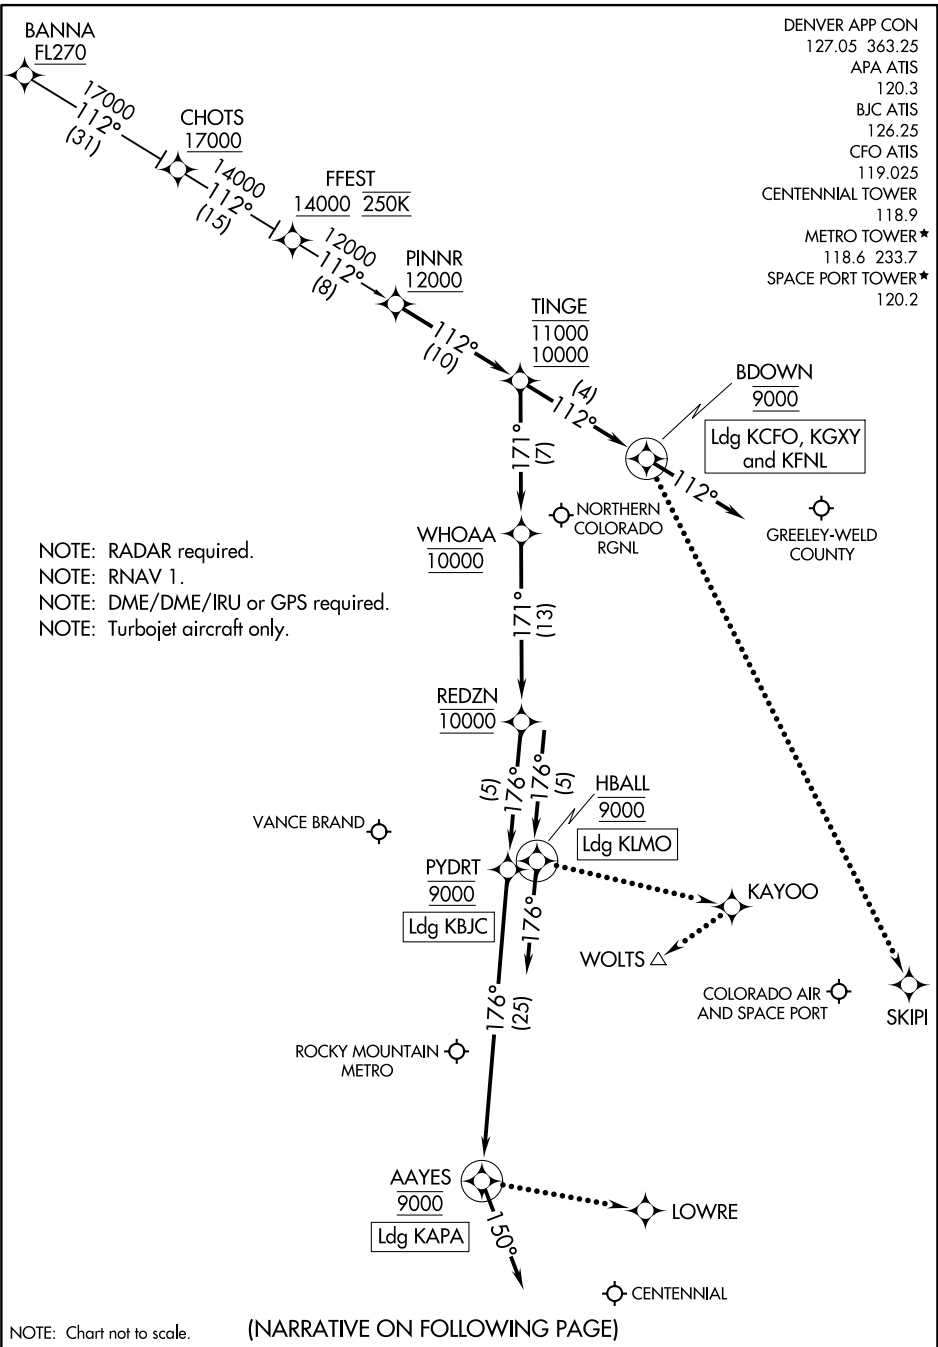 BANNA
FL270
17000
112°
(31)
CHOTS
17000
14000
112°
(15)
FFEST
14000 250K
12000
112°
(8)
PINNR
12000
112°
(10)
TINGE
11000
10000
(4)
112°
BDOWN
9000
Ldg KCFO, KGXY
and KFNL
112°
DENVER APP CON
127.05 363.25
APA ATIS
120.3
BJC ATIS
126.25
CFO ATIS
119.025
CENTENNIAL TOWER
118.9
METRO TOWER★
118.6 233.7
SPACE PORT TOWER★
120.2
171°
(7)
NORTHERN
COLORADO
RGNL
GREELEY-WELD
COUNTY
WHOAA
10000
NOTE: RADAR required.
NOTE: RNAV 1.
NOTE: DME/DME/IRU or GPS required.
NOTE: Turbojet aircraft only.
171°
(13)
REDZN
10000
(5)
176°
176°
(5)
HBALL
9000
Ldg KLMO
VANCE BRAND
PYDRT
9000
Ldg KBJC
176°
KAYOO
WOLTS
COLORADO AIR
AND SPACE PORT
SKIPI
176°
(25)
ROCKY MOUNTAIN
METRO
AAYES
9000
Ldg KAPA
150°
LOWRE
CENTENNIAL
NOTE: Chart not to scale.
(NARRATIVE ON FOLLOWING PAGE)